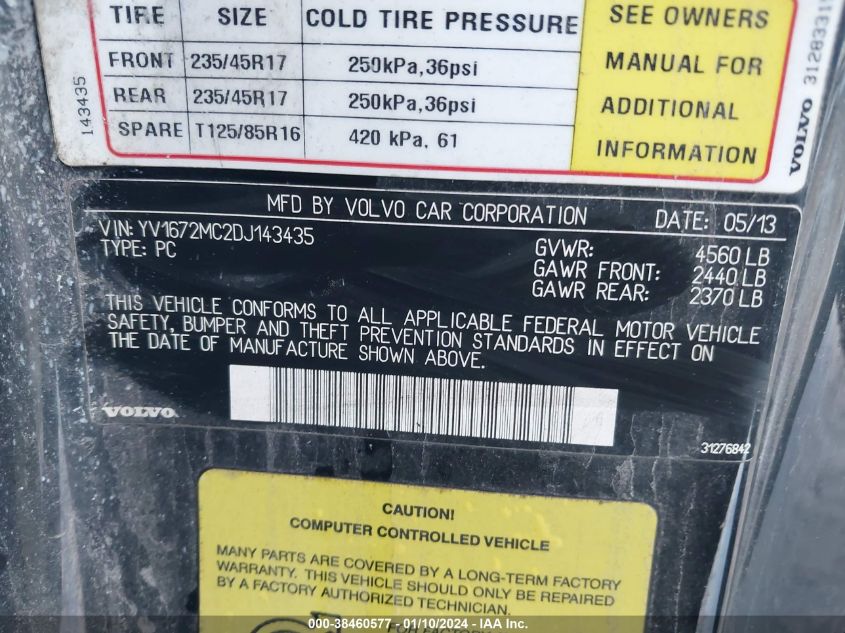 TIRE SIZE COLD TIRE PRESSURE
FRONT 235/45R17 250kPa,36psi
REAR 235/45R17 250kPa,36psi
SPARE T125/85R16 420 kPa, 61
SEE OWNERS
MANUAL FOR
ADDITIONAL
INFORMATION
143435
VOLVO
MFD BY VOLVO CAR CORPORATION DATE: 05/13
VIN: YV1672MC2DJ143435
TYPE: PC
GVWR: 4560 LB
GAWR FRONT: 2440 LB
GAWR REAR: 2370 LB
THIS VEHICLE CONFORMS TO ALL APPLICABLE FEDERAL MOTOR VEHICLE
SAFETY, BUMPER AND THEFT PREVENTION STANDARDS IN EFFECT ON
THE DATE OF MANUFACTURE SHOWN ABOVE.
VOLVO
31276842
CAUTION!
COMPUTER CONTROLLED VEHICLE
MANY PARTS ARE COVERED BY A LONG-TERM FACTORY
WARRANTY. THIS VEHICLE SHOULD ONLY BE REPAIRED
BY A FACTORY AUTHORIZED TECHNICIAN.
FOR FACTORY
000-38460577 - 01/10/2024 - IAA Inc.